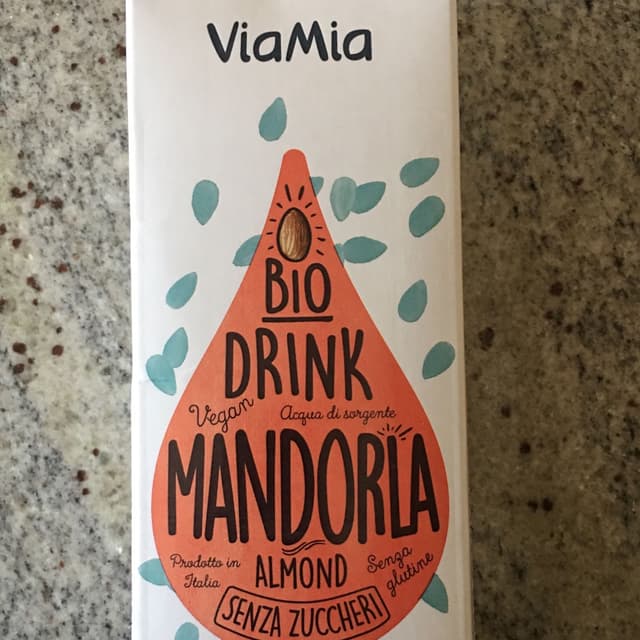 ViaMia
BIO
DRINK
Vegan
Acqua di sorgente
MANDORLA
Prodotto in
Italia
ALMOND
Senza
glutine
SENZA ZUCCHERI